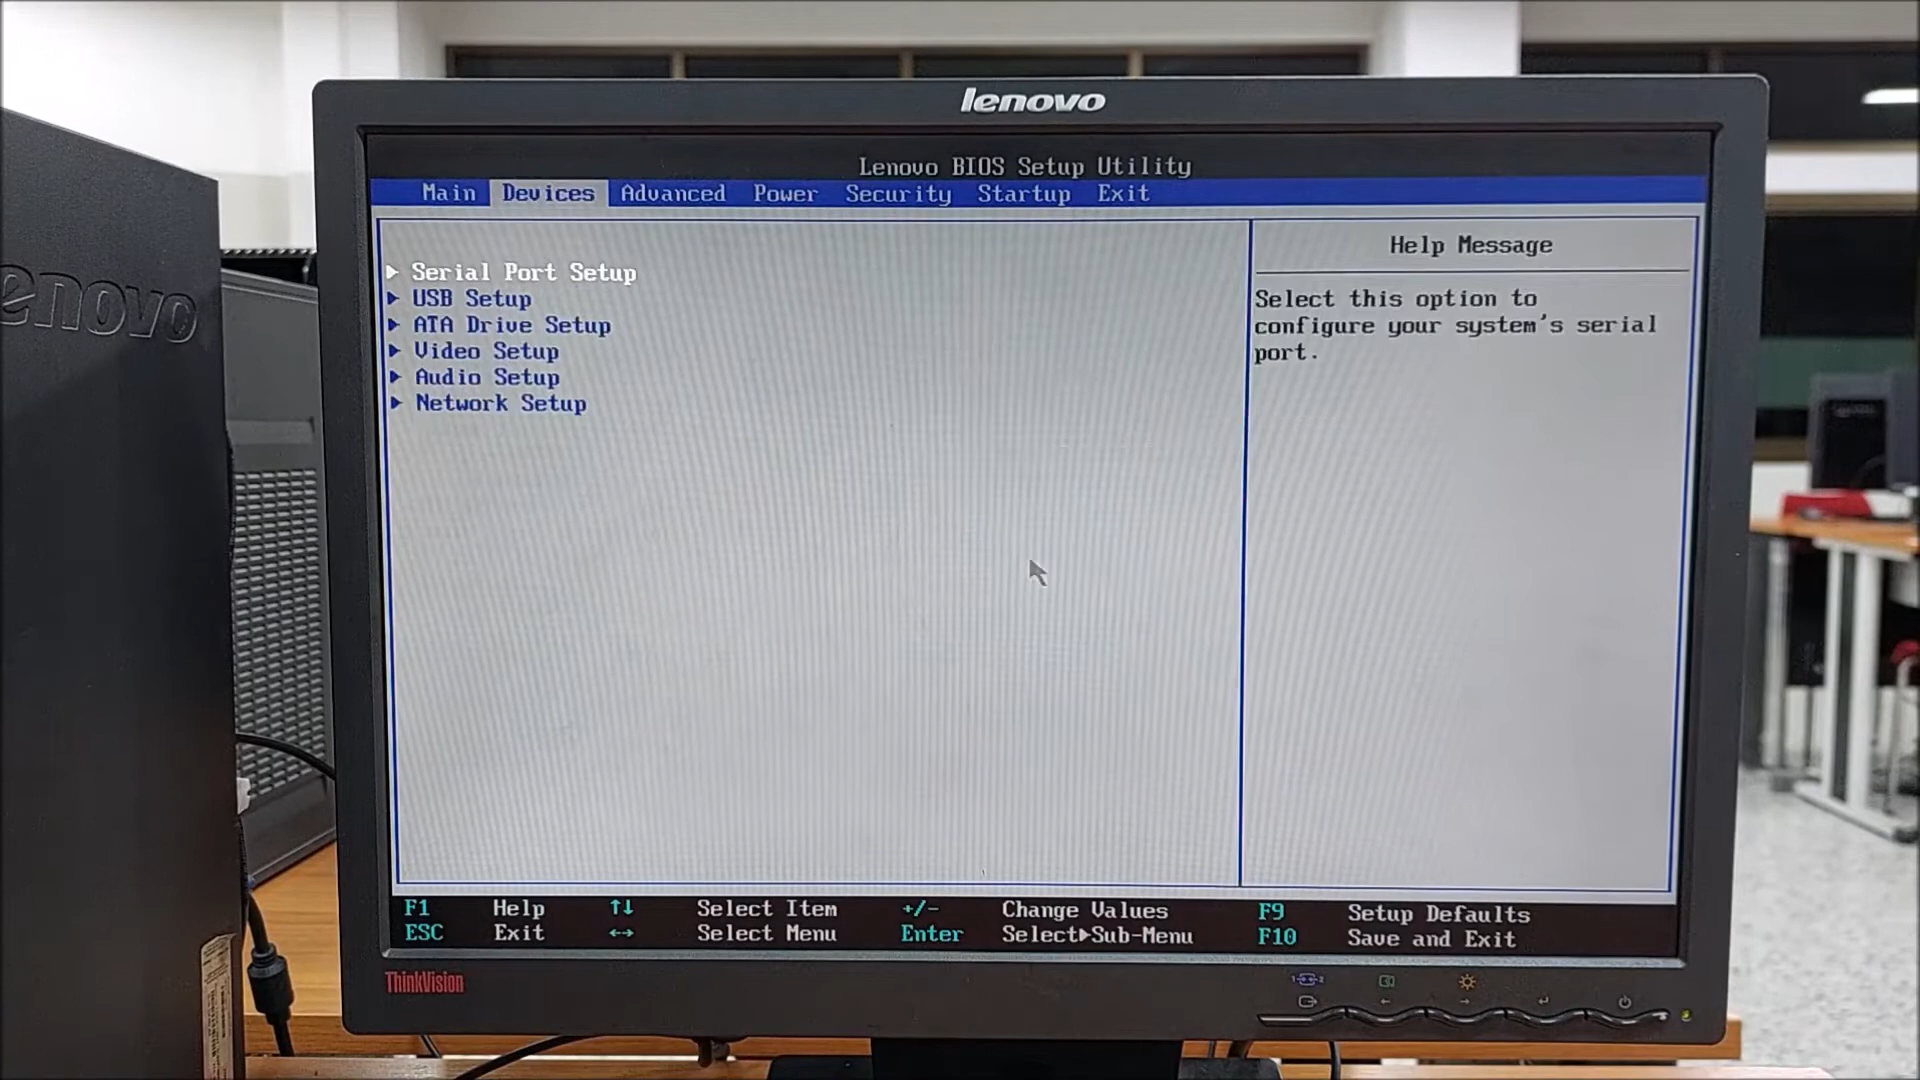 lenovo
enovo
Lenovo BIOS Setup Utility
Main Devices Advanced Power Security Startup Exit
Serial Port Setup
USB Setup
ATA Drive Setup
Video Setup
Audio Setup
Network Setup
Help Message
Select this option to
configure your system's serial
port.
F1 Help ↑↓ Select Item +/- Change Values F9 Setup Defaults
ESC Exit ←→ Select Menu Enter Select▶Sub-Menu F10 Save and Exit
ThinkVision